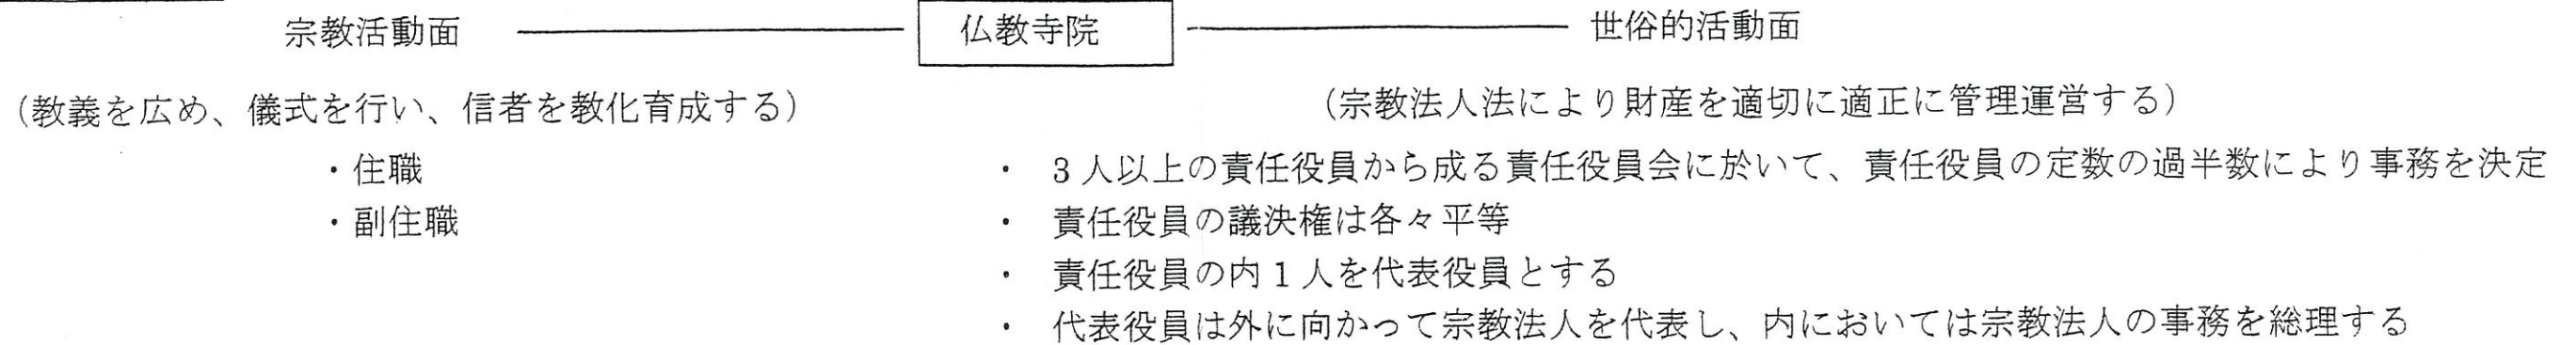 宗教活動面 仏教寺院 世俗的活動面
（教義を広め、儀式を行い、信者を教化育成する） （宗教法人法により財産を適切に適正に管理運営する）
・住職
・副住職
・ 3人以上の責任役員から成る責任役員会に於いて、責任役員の定数の過半数により事務を決定
・ 責任役員の議決権は各々平等
・ 責任役員の内1人を代表役員とする
・ 代表役員は外に向かって宗教法人を代表し、内においては宗教法人の事務を総理する